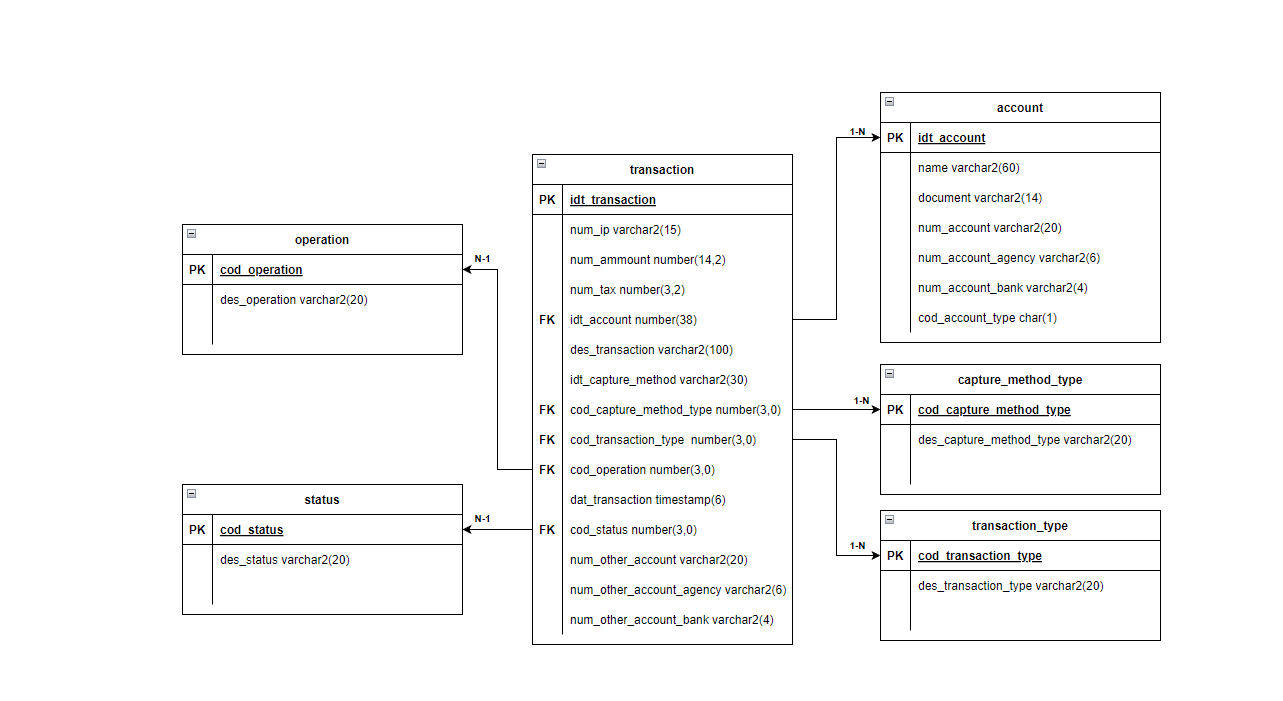 operation
PK cod_operation
des_operation varchar2(20)
N-1
status
PK cod_status
des_status varchar2(20)
N-1
transaction
PK idt_transaction
num_ip varchar2(15)
num_ammount number(14,2)
num_tax number(3,2)
FK idt_account number(38)
des_transaction varchar2(100)
idt_capture_method varchar2(30)
FK cod_capture_method_type number(3,0)
FK cod_transaction_type number(3,0)
FK cod_operation number(3,0)
dat_transaction timestamp(6)
FK cod_status number(3,0)
num_other_account varchar2(20)
num_other_account_agency varchar2(6)
num_other_account_bank varchar2(4)
1-N
account
PK idt_account
name varchar2(60)
document varchar2(14)
num_account varchar2(20)
num_account_agency varchar2(6)
num_account_bank varchar2(4)
cod_account_type char(1)
1-N
capture_method_type
PK cod_capture_method_type
des_capture_method_type varchar2(20)
1-N
transaction_type
PK cod_transaction_type
des_transaction_type varchar2(20)